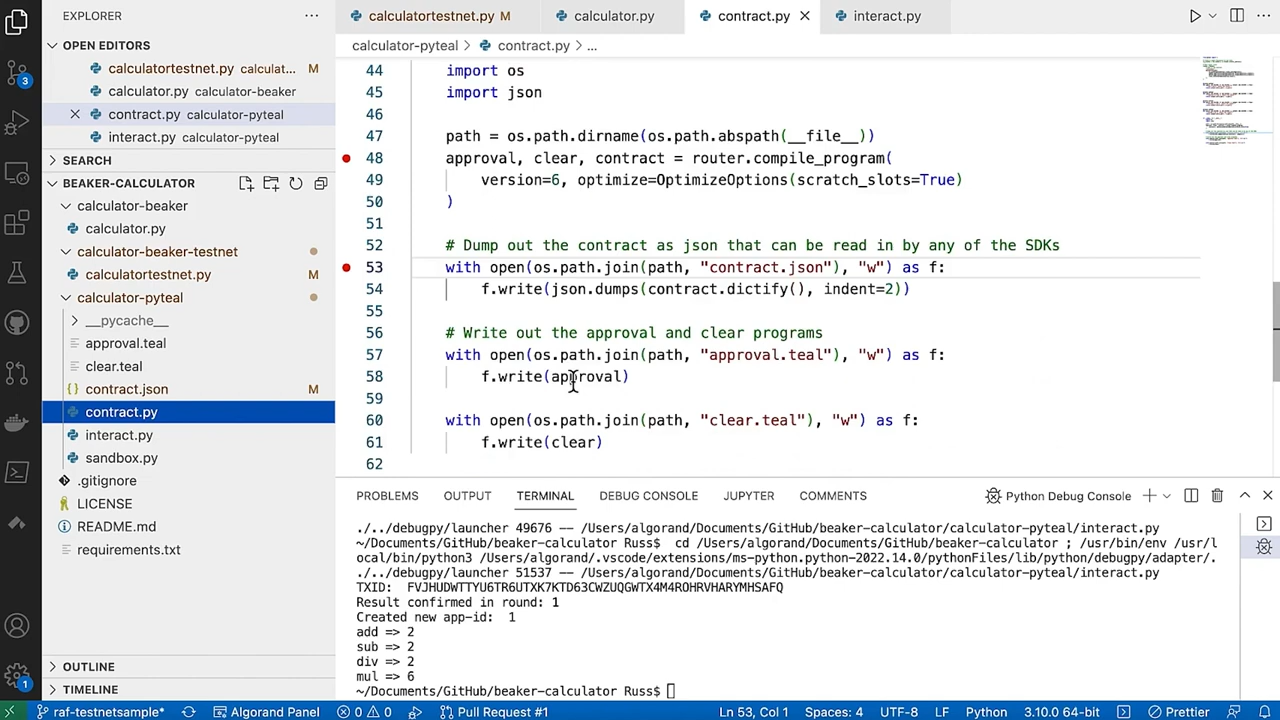 EXPLORER
calculatortestnet.py M
calculator.py
contract.py
interact.py
OPEN EDITORS
calculator-pyteal > contract.py > ...
calculatortestnet.py calculat... M
calculator.py calculator-beaker
contract.py calculator-pyteal
interact.py calculator-pyteal
SEARCH
BEAKER-CALCULATOR
calculator-beaker
calculator.py
calculator-beaker-testnet
calculatortestnet.py M
calculator-pyteal
__pycache__
approval.teal
clear.teal
contract.json M
contract.py
interact.py
sandbox.py
.gitignore
LICENSE
README.md
requirements.txt
OUTLINE
TIMELINE
3
1
44 import os
45 import json
46
47 path = os.path.dirname(os.path.abspath(__file__))
48 approval, clear, contract = router.compile_program(
49 version=6, optimize=OptimizeOptions(scratch_slots=True)
50 )
51
52 # Dump out the contract as json that can be read in by any of the SDKs
53 with open(os.path.join(path, "contract.json"), "w") as f:
54 f.write(json.dumps(contract.dictify(), indent=2))
55
56 # Write out the approval and clear programs
57 with open(os.path.join(path, "approval.teal"), "w") as f:
58 f.write(approval)
59
60 with open(os.path.join(path, "clear.teal"), "w") as f:
61 f.write(clear)
62
PROBLEMS OUTPUT TERMINAL DEBUG CONSOLE JUPYTER COMMENTS Python Debug Console
./../debugpy/launcher 49676 -- /Users/algorand/Documents/GitHub/beaker-calculator/calculator-pyteal/interact.py
~/Documents/GitHub/beaker-calculator Russ$ cd /Users/algorand/Documents/GitHub/beaker-calculator ; /usr/bin/env /usr/l
ocal/bin/python3 /Users/algorand/.vscode/extensions/ms-python.python-2022.14.0/pythonFiles/lib/python/debugpy/adapter/.
./../debugpy/launcher 51537 -- /Users/algorand/Documents/GitHub/beaker-calculator/calculator-pyteal/interact.py
TXID: FVJHUDWTTYU6TR6UTXK7KTD63CWZUQGWTX4M4ROHRVHARYMHSAFQ
Result confirmed in round: 1
Created new app-id: 1
add => 2
sub => 2
div => 2
mul => 6
~/Documents/GitHub/beaker-calculator Russ$
raf-testnetsample* Algorand Panel 0 0 Pull Request #1 Ln 53, Col 1 Spaces: 4 UTF-8 LF Python 3.10.0 64-bit Prettier